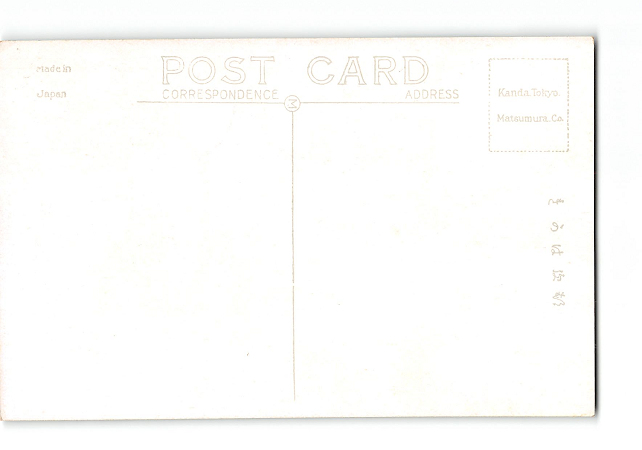 Made in
Japan
POST CARD
CORRESPONDENCE
M
ADDRESS
Kanda Tokyo.
Matsumura. Co